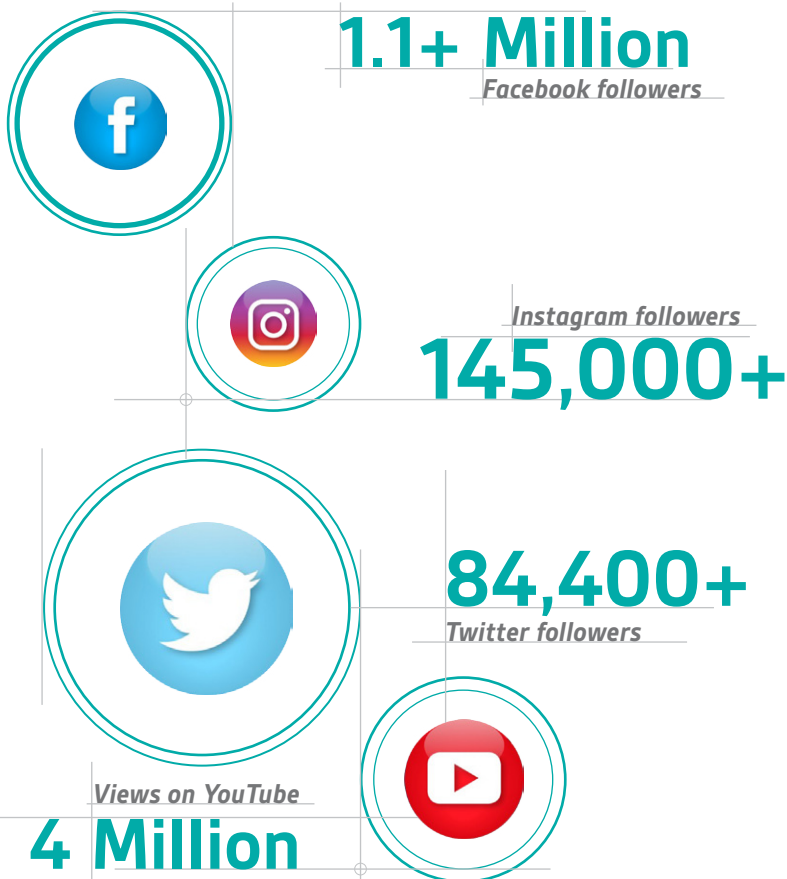 1.1+ Million
Facebook followers
Instagram followers
145,000+
84,400+
Twitter followers
Views on YouTube
4 Million